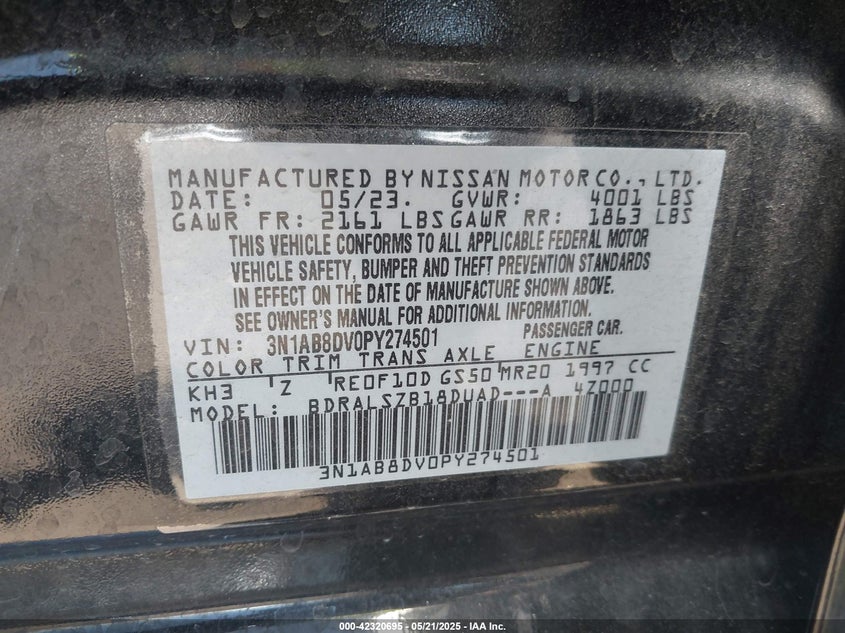 MANUFACTURED BY NISSAN MOTOR CO., LTD.
DATE: 05/23. GVWR: 4001 LBS
GAWR FR: 2161 LBS GAWR RR: 1863 LBS
THIS VEHICLE CONFORMS TO ALL APPLICABLE FEDERAL MOTOR
VEHICLE SAFETY, BUMPER AND THEFT PREVENTION STANDARDS
IN EFFECT ON THE DATE OF MANUFACTURE SHOWN ABOVE.
SEE OWNER'S MANUAL FOR ADDITIONAL INFORMATION.
VIN: 3N1AB8DV0PY274501 PASSENGER CAR.
COLOR TRIM TRANS AXLE ENGINE
KH3 Z RE0F10D GS50 MR20 1997 CC
MODEL: BDRALSZB18DUAD---A 4Z000
3N1AB8DV0PY274501
000-42320695 - 05/21/2025 - © IAA Inc.